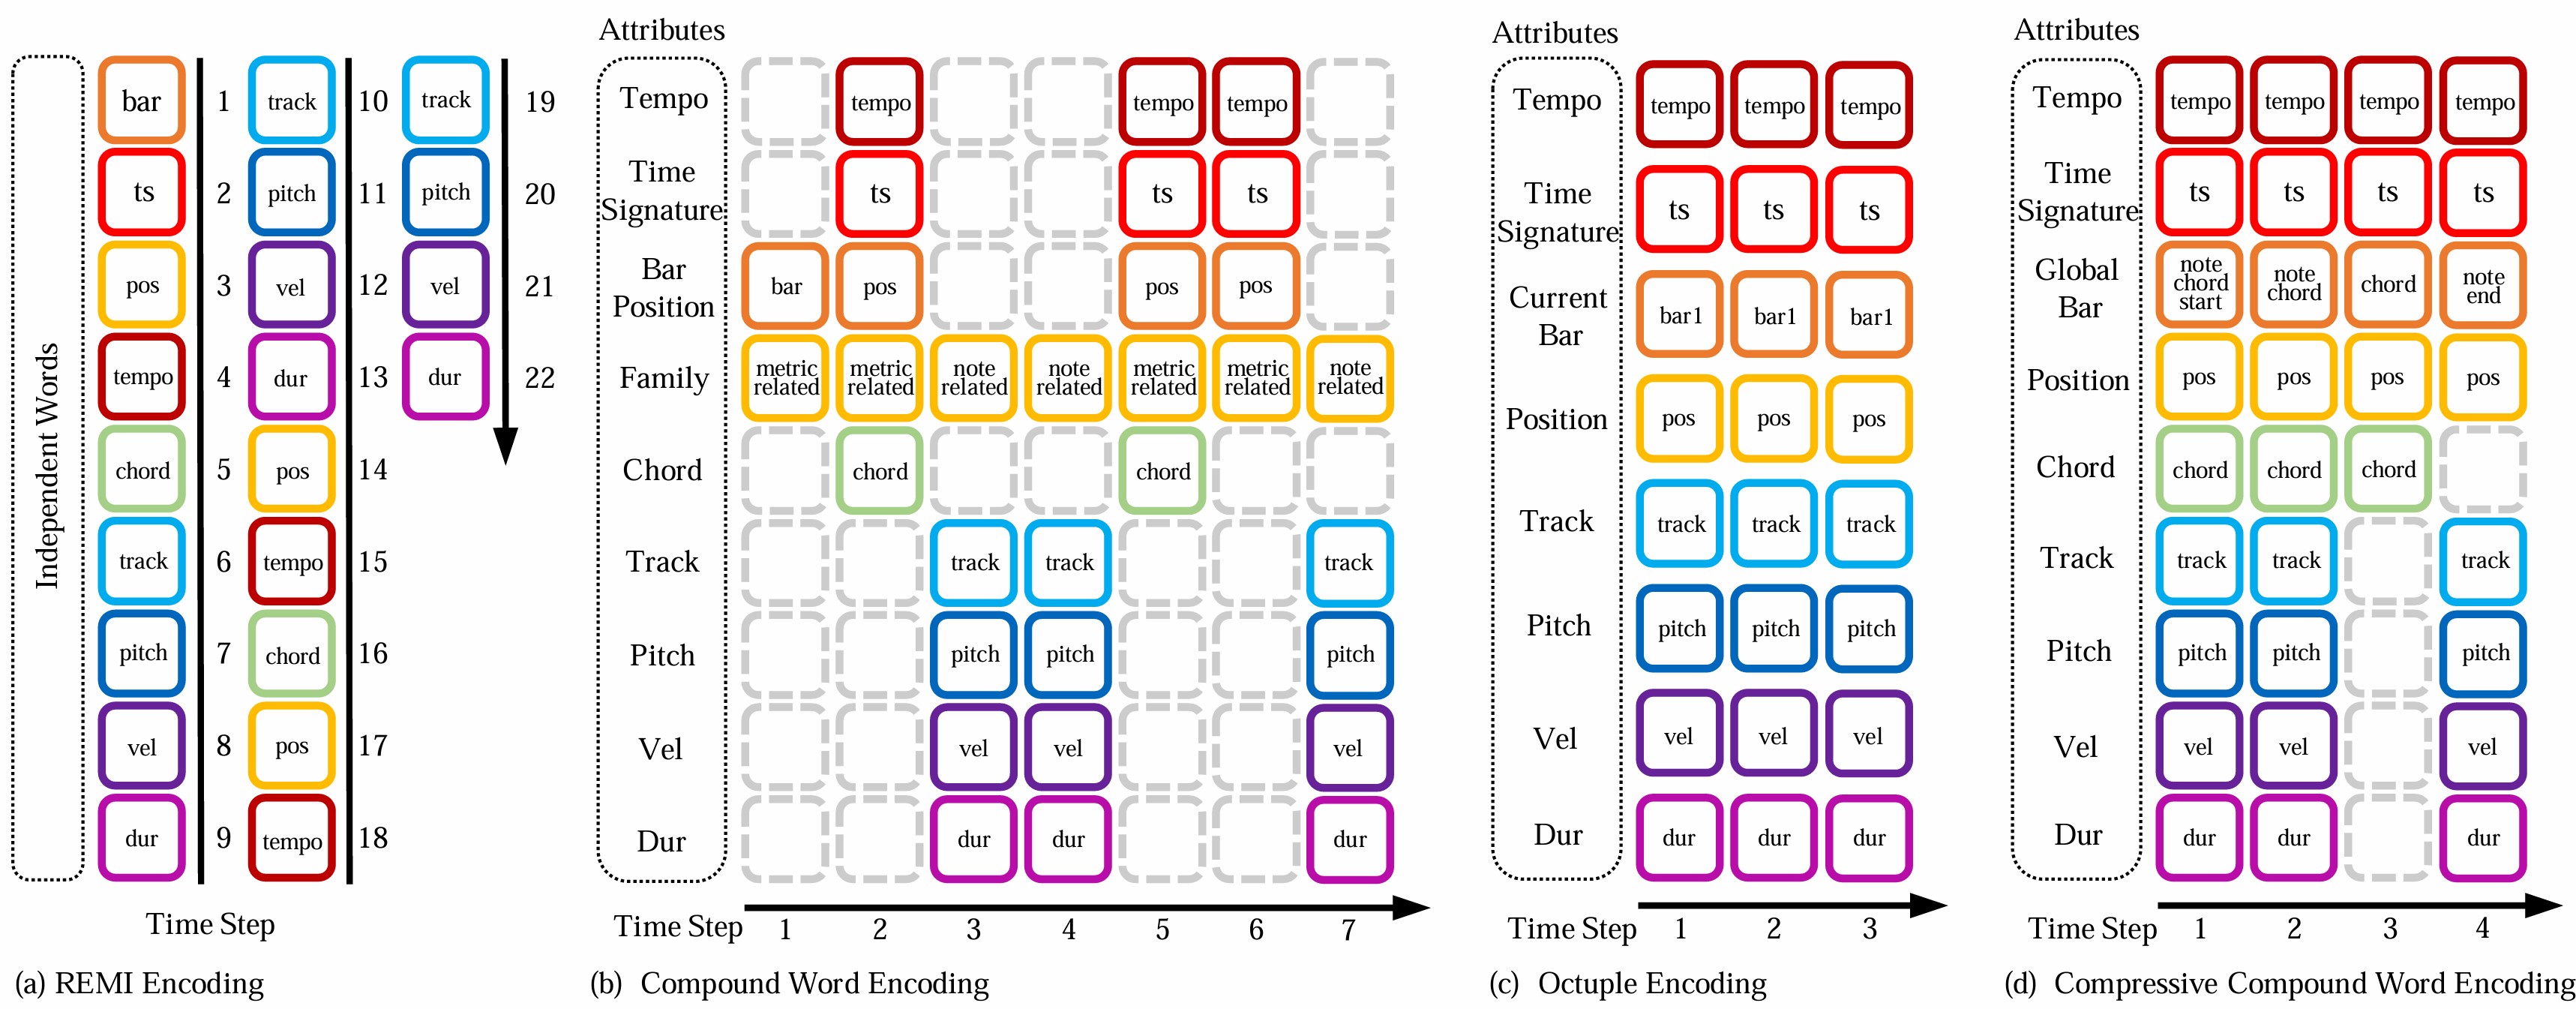 Independent Words
bar 1 track 10 track 19
ts 2 pitch 11 pitch 20
pos 3 vel 12 vel 21
tempo 4 dur 13 dur 22
chord 5 pos 14
track 6 tempo 15
pitch 7 chord 16
vel 8 pos 17
dur 9 tempo 18
Time Step
(a) REMI Encoding
Attributes
Tempo
tempo tempo tempo
Time
Signature
ts ts ts
Bar
Position
bar pos pos pos
Family
metric
related
metric
related
note
related
note
related
metric
related
metric
related
note
related
Chord
chord chord
Track
track track track
Pitch
pitch pitch pitch
Vel
vel vel vel
Dur
dur dur dur
Time Step 1 2 3 4 5 6 7
(b) Compound Word Encoding
Attributes
Tempo
tempo tempo tempo
Time
Signature
ts ts ts
Current
Bar
bar1 bar1 bar1
Position
pos pos pos
Track
track track track
Pitch
pitch pitch pitch
Vel
vel vel vel
Dur
dur dur dur
Time Step 1 2 3
(c) Octuple Encoding
Attributes
Tempo
tempo tempo tempo tempo
Time
Signature
ts ts ts ts
Global
Bar
note
chord
start
note
chord
chord
note
end
Position
pos pos pos pos
Chord
chord chord chord
Track
track track track
Pitch
pitch pitch pitch
Vel
vel vel vel
Dur
dur dur dur
Time Step 1 2 3 4
(d) Compressive Compound Word Encoding